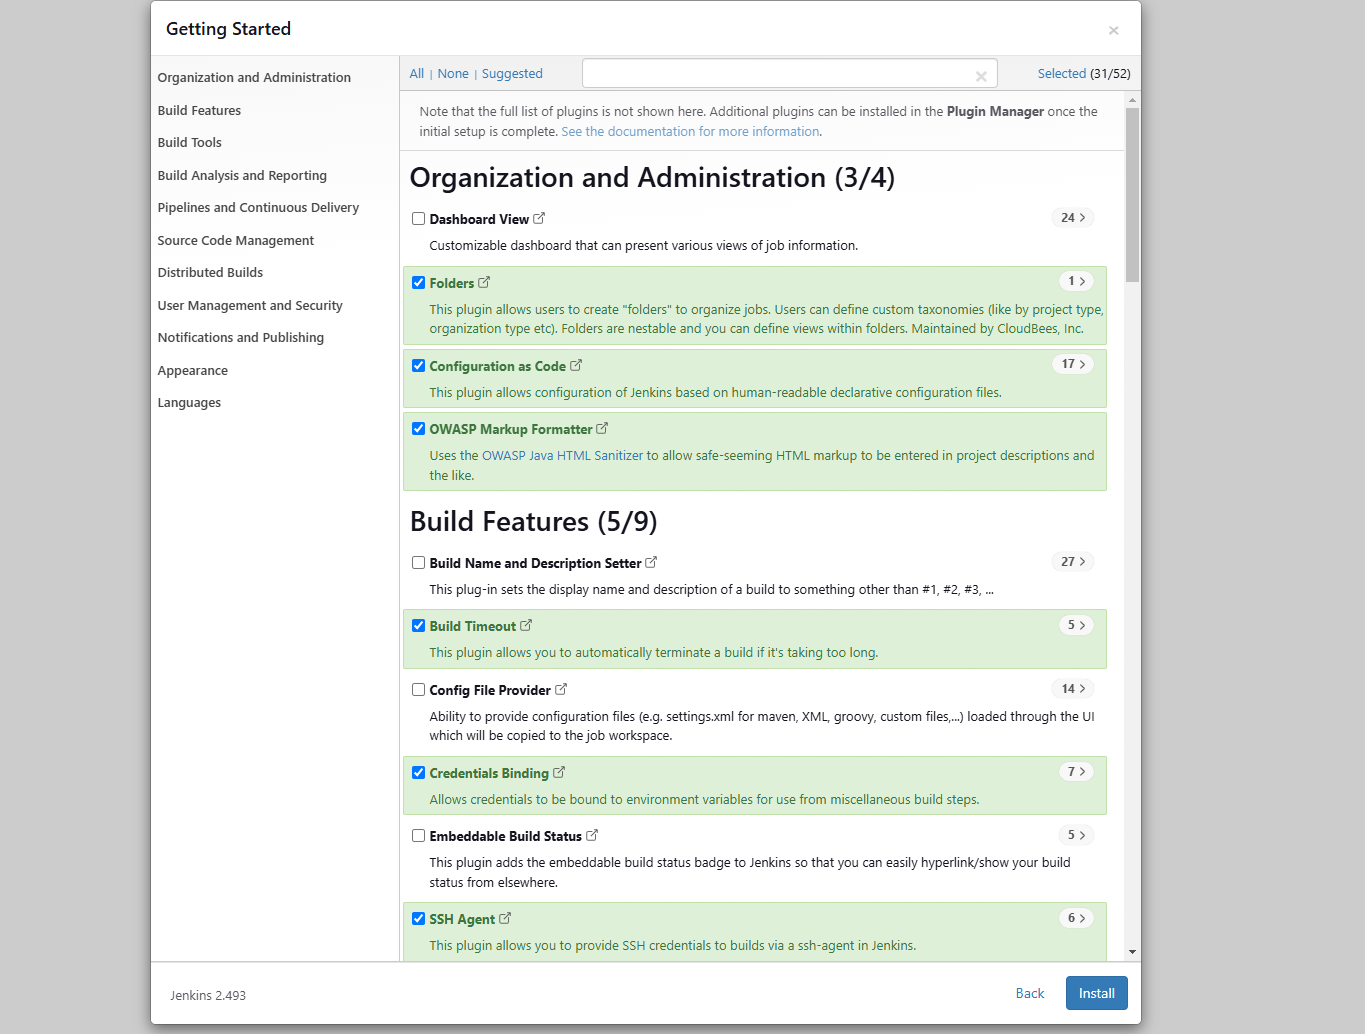 Getting Started
×
Organization and Administration
Build Features
Build Tools
Build Analysis and Reporting
Pipelines and Continuous Delivery
Source Code Management
Distributed Builds
User Management and Security
Notifications and Publishing
Appearance
Languages
All | None | Suggested
Selected (31/52)
Note that the full list of plugins is not shown here. Additional plugins can be installed in the Plugin Manager once the
initial setup is complete. See the documentation for more information.
Organization and Administration (3/4)
Dashboard View 24 >
Customizable dashboard that can present various views of job information.
Folders 1 >
This plugin allows users to create "folders" to organize jobs. Users can define custom taxonomies (like by project type,
organization type etc). Folders are nestable and you can define views within folders. Maintained by CloudBees, Inc.
Configuration as Code 17 >
This plugin allows configuration of Jenkins based on human-readable declarative configuration files.
OWASP Markup Formatter
Uses the OWASP Java HTML Sanitizer to allow safe-seeming HTML markup to be entered in project descriptions and
the like.
Build Features (5/9)
Build Name and Description Setter 27 >
This plug-in sets the display name and description of a build to something other than #1, #2, #3, ...
Build Timeout 5 >
This plugin allows you to automatically terminate a build if it's taking too long.
Config File Provider 14 >
Ability to provide configuration files (e.g. settings.xml for maven, XML, groovy, custom files,...) loaded through the UI
which will be copied to the job workspace.
Credentials Binding 7 >
Allows credentials to be bound to environment variables for use from miscellaneous build steps.
Embeddable Build Status 5 >
This plugin adds the embeddable build status badge to Jenkins so that you can easily hyperlink/show your build
status from elsewhere.
SSH Agent 6 >
This plugin allows you to provide SSH credentials to builds via a ssh-agent in Jenkins.
Jenkins 2.493
Back
Install